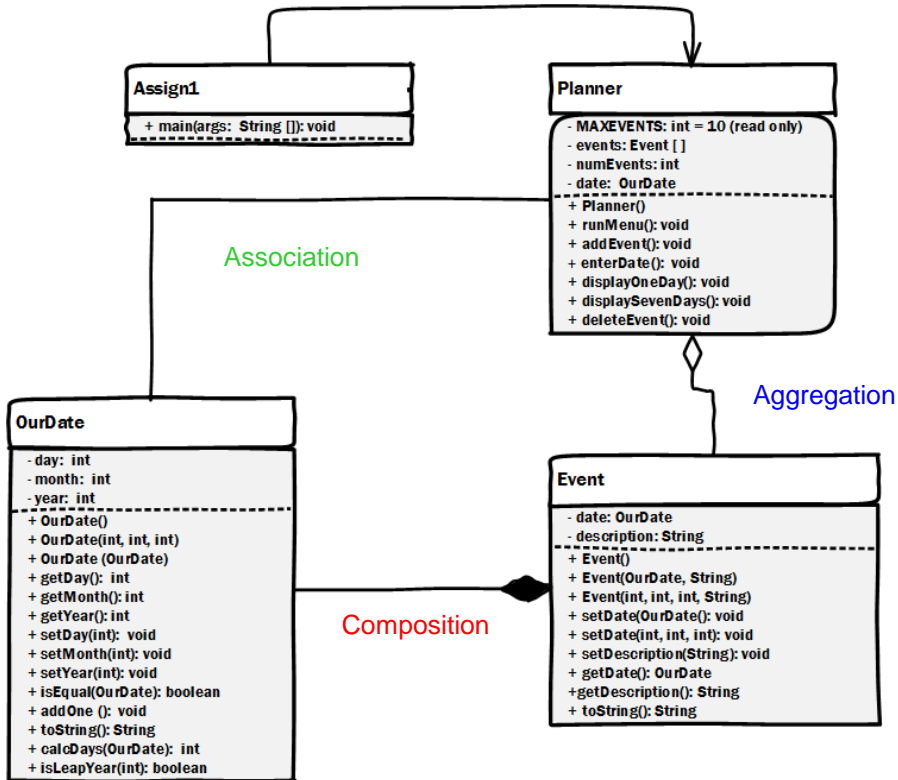 Assign1
+ main(args: String []): void
Planner
- MAXEVENTS: int = 10 (read only)
- events: Event [ ]
- numEvents: int
- date: OurDate
+ Planner()
+ runMenu(): void
+ addEvent(): void
+ enterDate(): void
+ displayOneDay(): void
+ displaySevenDays(): void
+ deleteEvent(): void
Association
Aggregation
OurDate
- day: int
- month: int
- year: int
+ OurDate()
+ OurDate(int, int, int)
+ OurDate (OurDate)
+ getDay(): int
+ getMonth(): int
+ getYear(): int
+ setDay(int): void
+ setMonth(int): void
+ setYear(int): void
+ isEqual(OurDate): boolean
+ addOne (): void
+ toString(): String
+ calcDays(OurDate): int
+ isLeapYear(int): boolean
Composition
Event
- date: OurDate
- description: String
+ Event()
+ Event(OurDate, String)
+ Event(int, int, int, String)
+ setDate(OurDate(): void
+ setDate(int, int, int): void
+ setDescription(String): void
+ getDate(): OurDate
+getDescription(): String
+ toString(): String